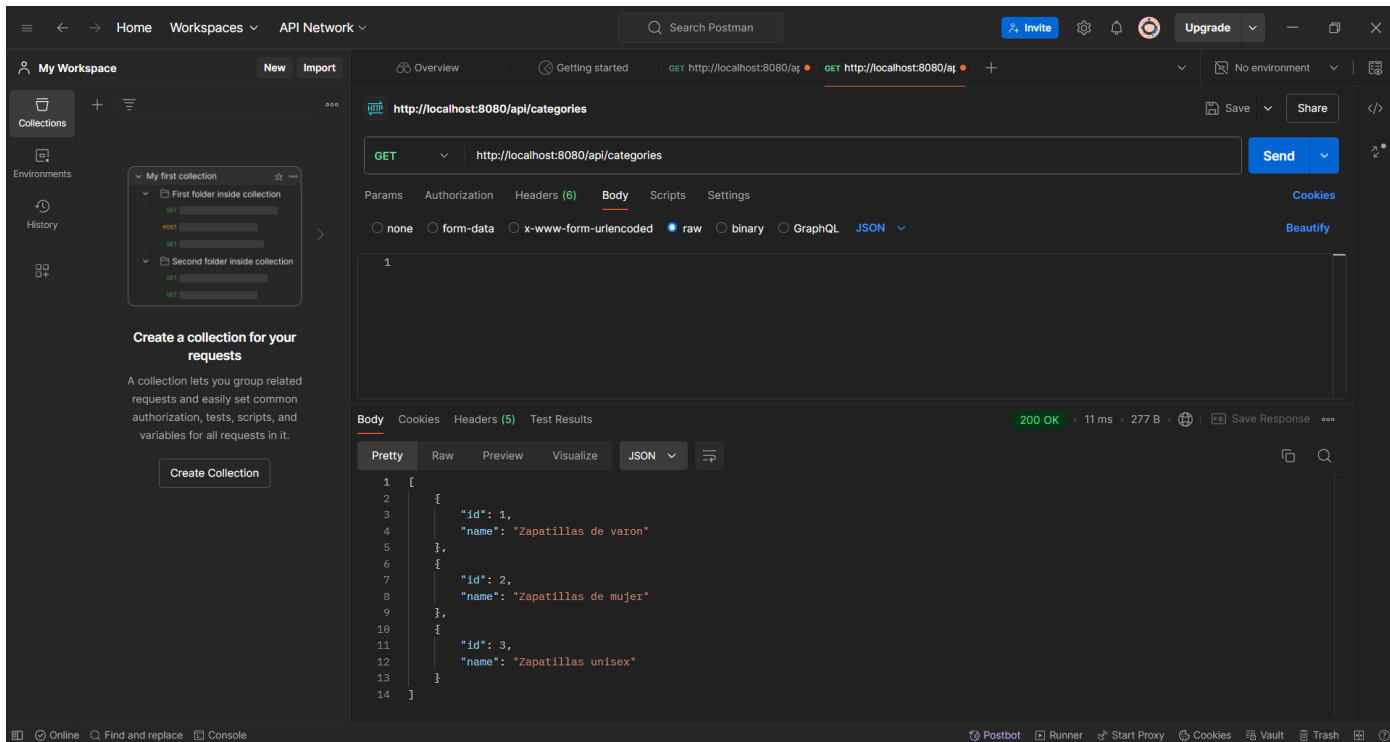 Home Workspaces API Network Search Postman Invite Upgrade
My Workspace New Import Overview Getting started GET http://localhost:8080/ap GET http://localhost:8080/ap No environment
Collections
Environments
History
My first collection
First folder inside collection
GET
POST
GET
Second folder inside collection
GET
GET
Create a collection for your
requests
A collection lets you group related
requests and easily set common
authorization, tests, scripts, and
variables for all requests in it.
Create Collection
HTTP http://localhost:8080/api/categories Save Share
GET http://localhost:8080/api/categories Send
Params Authorization Headers (6) Body Scripts Settings Cookies
none form-data x-www-form-urlencoded raw binary GraphQL JSON Beautify
1
Body Cookies Headers (5) Test Results 200 OK 11 ms 277 B Save Response
Pretty Raw Preview Visualize JSON
1 [
2 {
3 "id": 1,
4 "name": "Zapatillas de varon"
5 },
6 {
7 "id": 2,
8 "name": "Zapatillas de mujer"
9 },
10 {
11 "id": 3,
12 "name": "Zapatillas unisex"
13 }
14 ]
Online Find and replace Console Postbot Runner Start Proxy Cookies Vault Trash